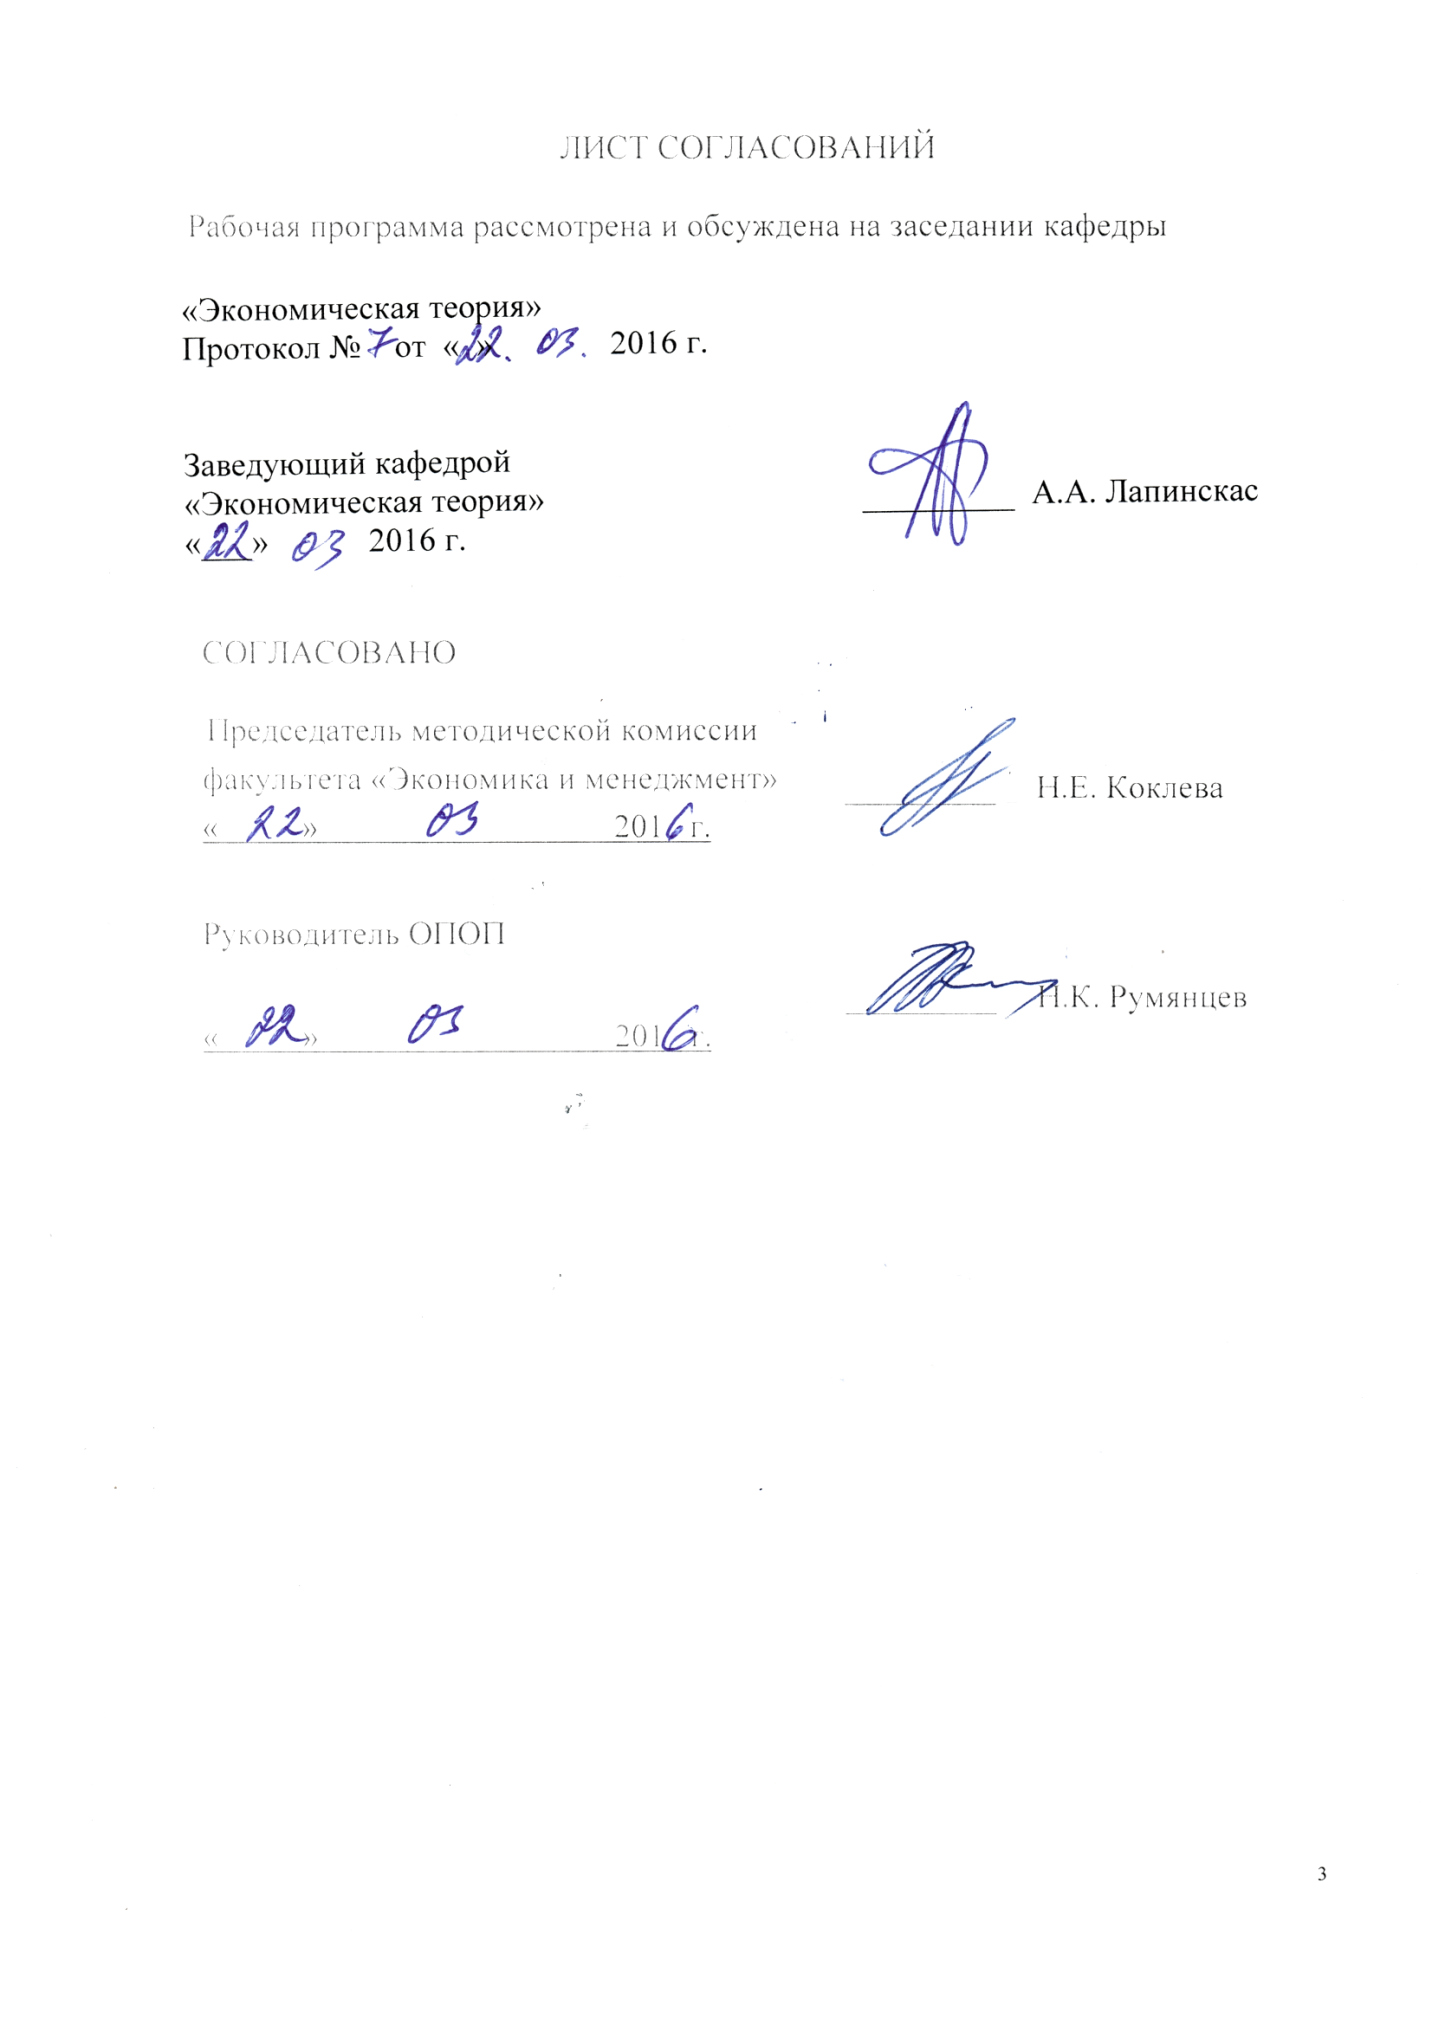 ЛИСТ СОГЛАСОВАНИЙ
Рабочая программа рассмотрена и обсуждена на заседании кафедры
«Экономическая теория»
Протокол № 7 от «22». 03. 2016 г.
Заведующий кафедрой
«Экономическая теория»
«22» 03 2016 г.
А.А. Лапинскас
СОГЛАСОВАНО
Председатель методической комиссии
факультета «Экономика и менеджмент»
« 22» 03 2016 г.
Н.Е. Коклева
Руководитель ОПОП
« 22» 03 2016 г.
Н.К. Румянцев
3